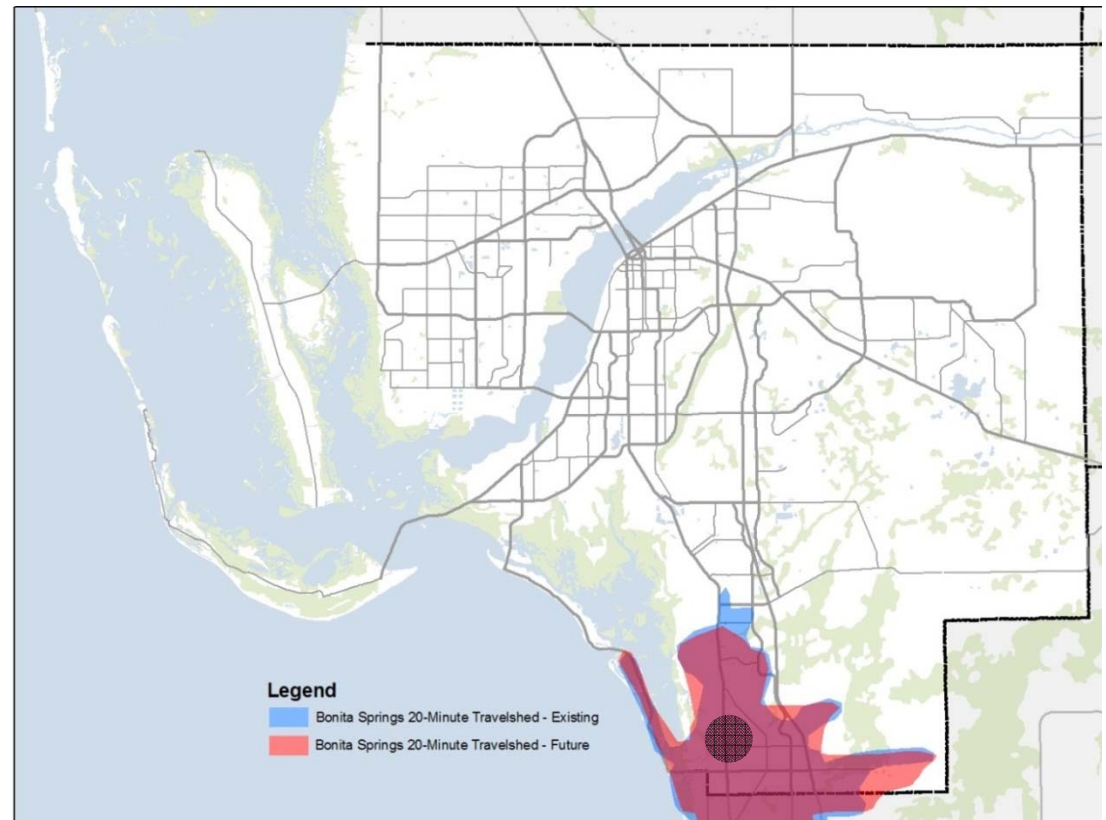 Legend
Bonita Springs 20-Minute Travelshed - Existing
Bonita Springs 20-Minute Travelshed - Future